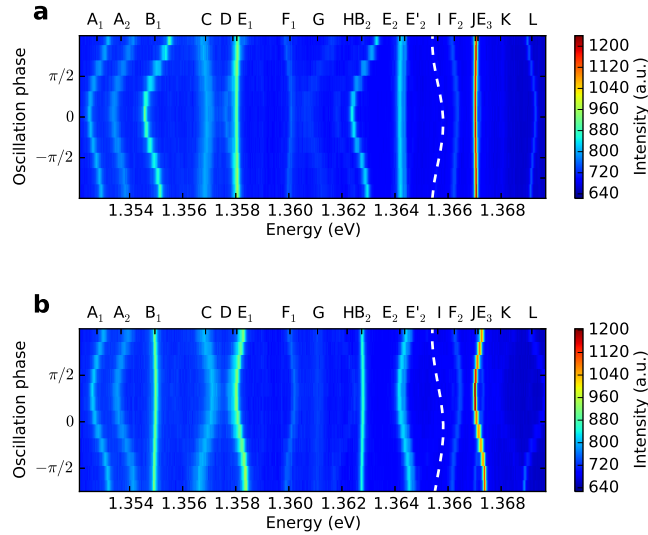 a
A₁ A₂ B₁ C D E₁ F₁ G H B₂ E₂ E'₂ I F₂ J E₃ K L
Oscillation phase
π/2
0
−π/2
1.354 1.356 1.358 1.360 1.362 1.364 1.366 1.368
Energy (eV)
1200
1120
1040
960
880
800
720
640
Intensity (a.u.)
b
A₁ A₂ B₁ C D E₁ F₁ G H B₂ E₂ E'₂ I F₂ J E₃ K L
Oscillation phase
π/2
0
−π/2
1.354 1.356 1.358 1.360 1.362 1.364 1.366 1.368
Energy (eV)
1200
1120
1040
960
880
800
720
640
Intensity (a.u.)